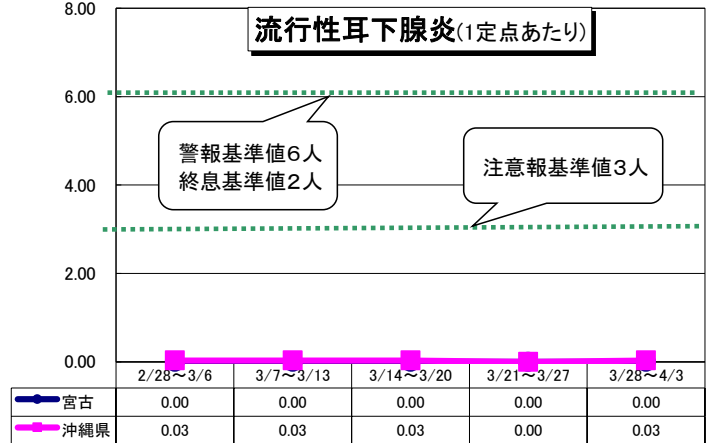 流行性耳下腺炎(1定点あたり)
8.00
6.00
警報基準値6人
終息基準値2人
注意報基準値3人
4.00
2.00
0.00
2/28～3/6 3/7～3/13 3/14～3/20 3/21～3/27 3/28～4/3
宮古 0.00 0.00 0.00 0.00 0.00
沖縄県 0.03 0.03 0.03 0.00 0.03